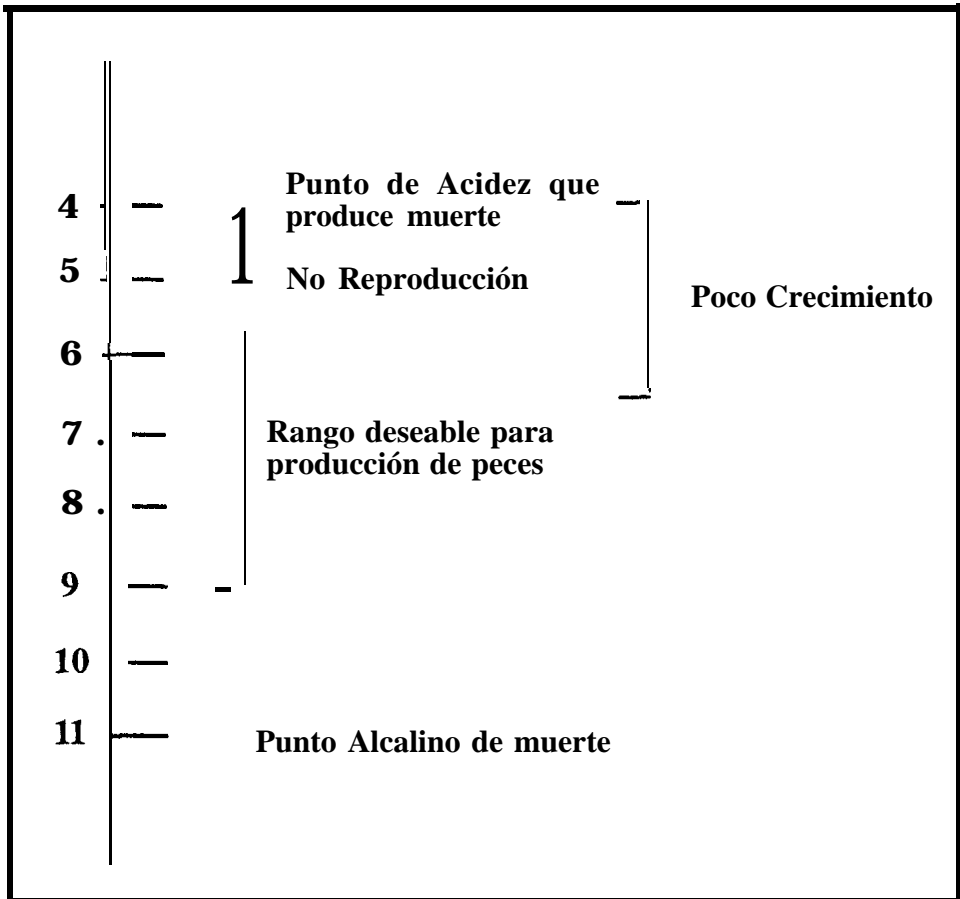 Punto de Acidez que
produce muerte
4
5
No Reproducción
Poco Crecimiento
6
7 .
Rango deseable para
producción de peces
8 .
9
10
11
Punto Alcalino de muerte